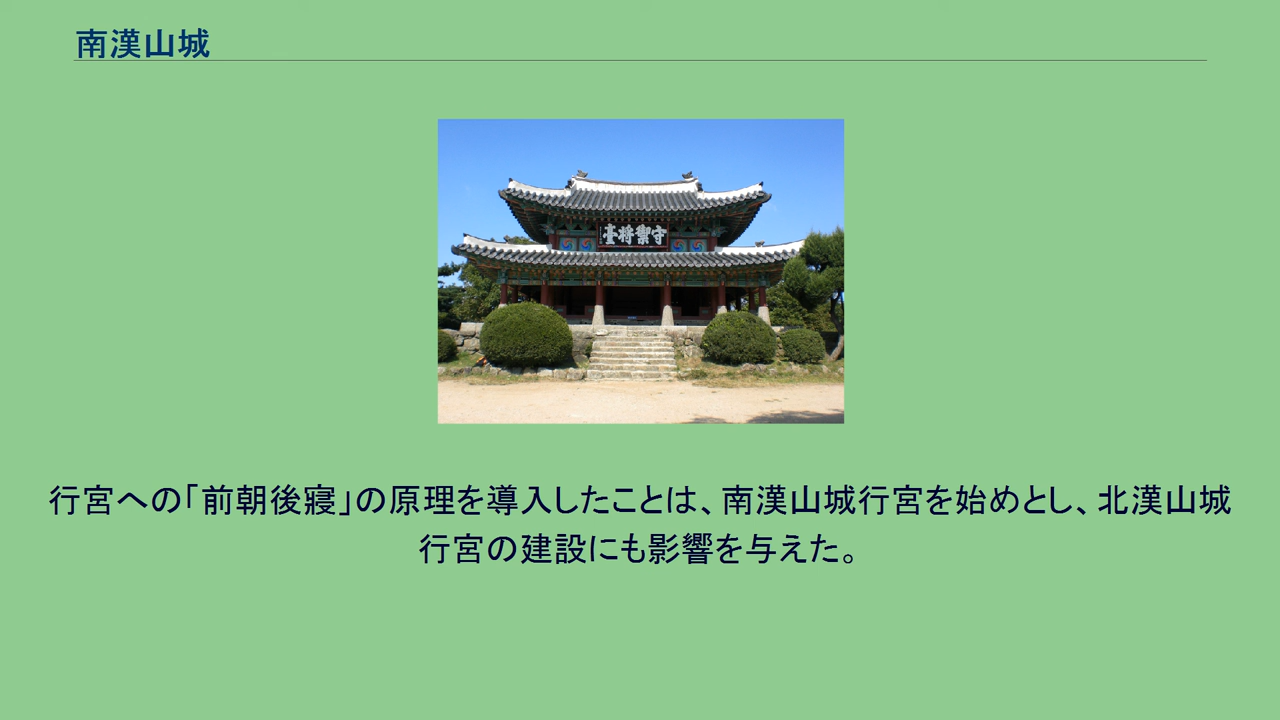 南漢山城
守禦將臺
行宮への「前朝後寢」の原理を導入したことは、南漢山城行宮を始めとし、北漢山城
行宮の建設にも影響を与えた。